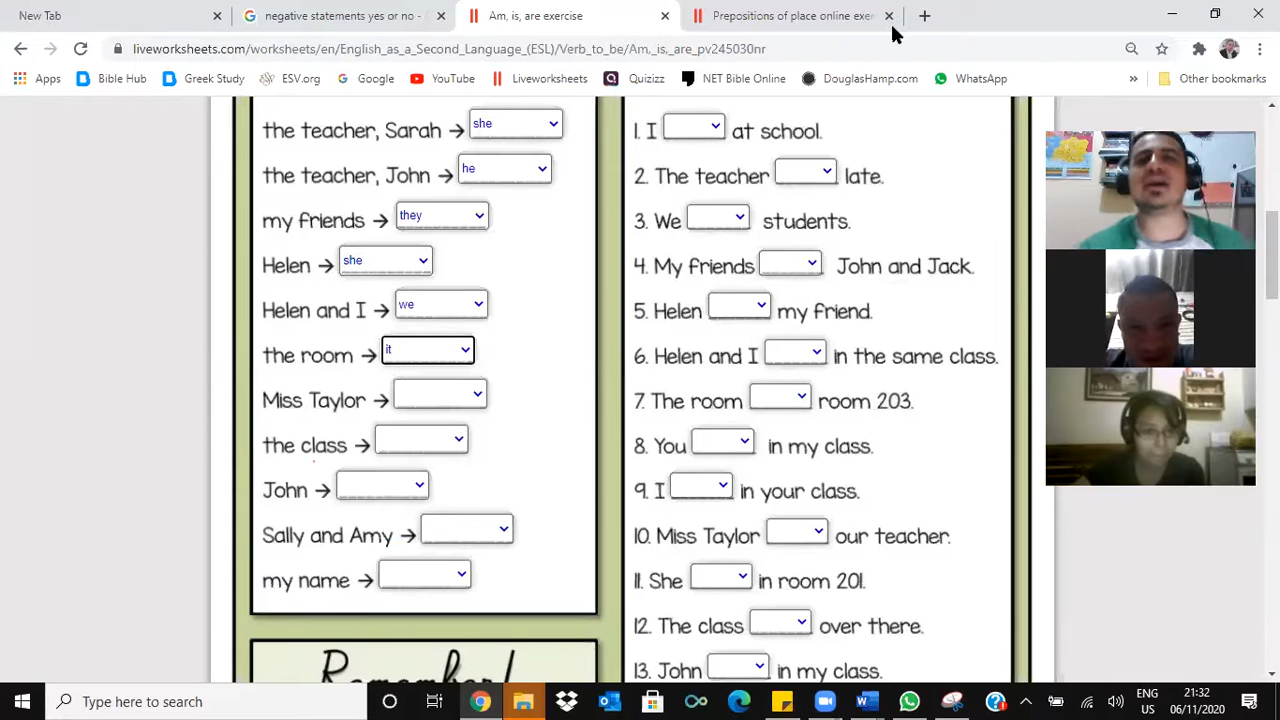 New Tab
negative statements yes or no -
Am, is, are exercise
Prepositions of place online exer
liveworksheets.com/worksheets/en/English_as_a_Second_Language_(ESL)/Verb_to_be/Am,_is,_are_pv245030nr
Apps
Bible Hub
Greek Study
ESV.org
Google
YouTube
Liveworksheets
Quizizz
NET Bible Online
DouglasHamp.com
WhatsApp
»
Other bookmarks
the teacher, Sarah → she
the teacher, John → he
my friends → they
Helen → she
Helen and I → we
the room → it
Miss Taylor →
the class →
John →
Sally and Amy →
my name →
Remember!
1. I at school.
2. The teacher late.
3. We students.
4. My friends John and Jack.
5. Helen my friend.
6. Helen and I in the same class.
7. The room room 203.
8. You in my class.
9. I in your class.
10. Miss Taylor our teacher.
11. She in room 201.
12. The class over there.
13. John in my class.
Type here to search
ENG
US
21:32
06/11/2020